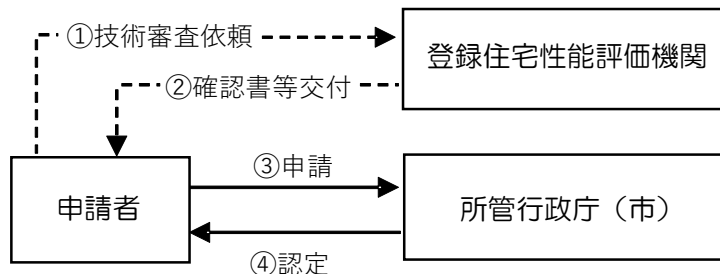 ①技術審査依頼
登録住宅性能評価機関
②確認書等交付
③申請
申請者
所管行政庁（市）
④認定